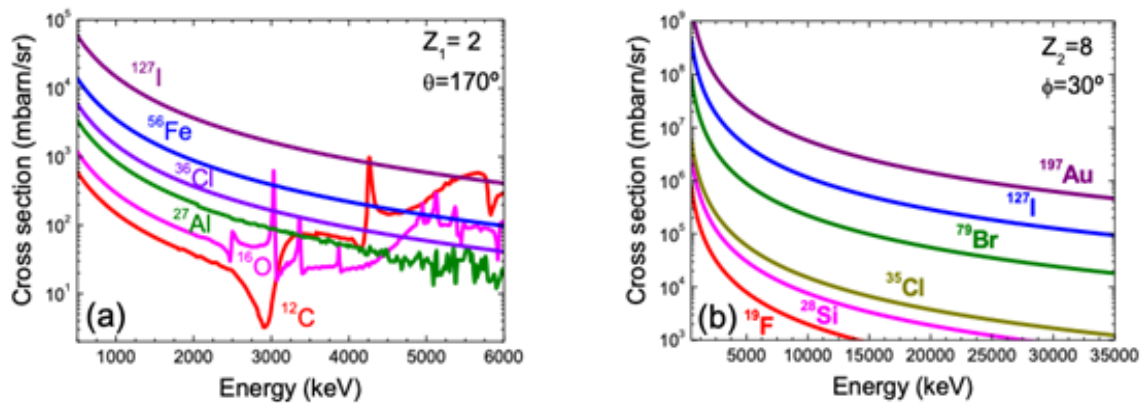 Cross section (mbarn/sr)
10⁵
10⁴
10³
10²
10¹
Z₁= 2
θ=170º
¹²⁷I
⁵⁶Fe
³⁶Cl
²⁷Al
¹⁶O
¹²C
(a)
1000 2000 3000 4000 5000 6000
Energy (keV)
Cross section (mbarn/sr)
10⁹
10⁸
10⁷
10⁶
10⁵
10⁴
10³
Z₂=8
ϕ=30º
¹⁹⁷Au
¹²⁷I
⁷⁹Br
³⁵Cl
²⁸Si
¹⁹F
(b)
5000 10000 15000 20000 25000 30000 35000
Energy (keV)